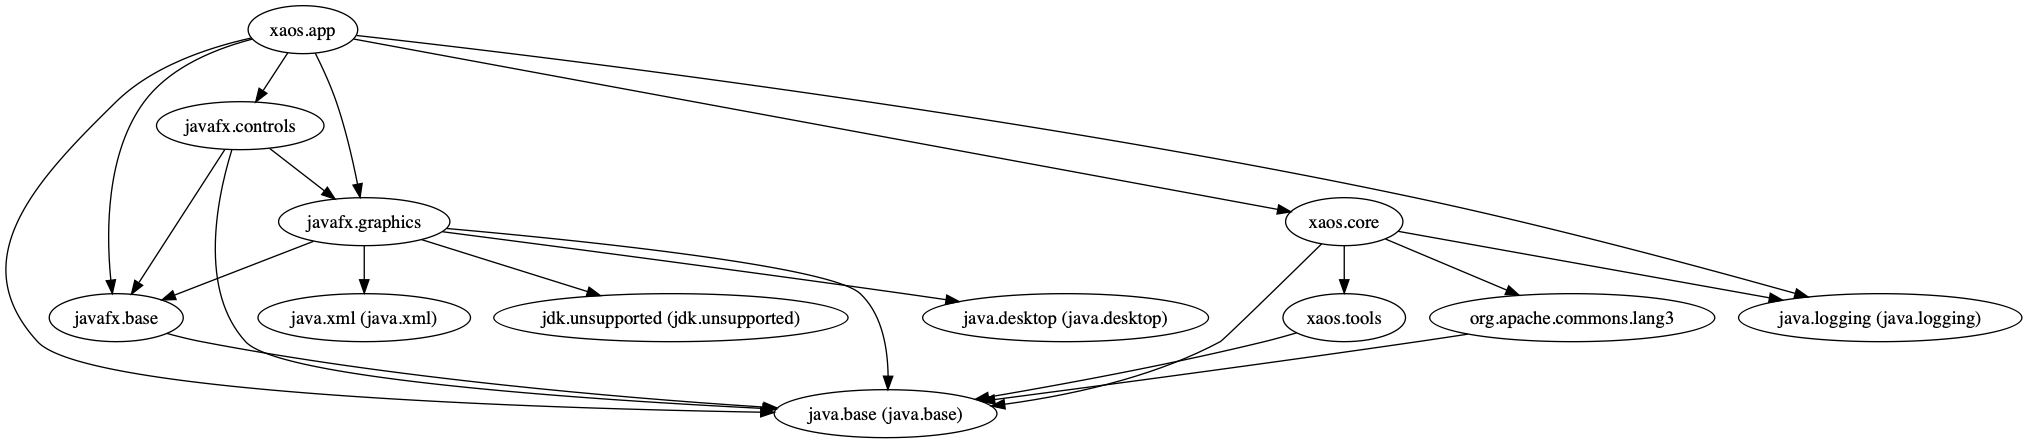 xaos.app
javafx.controls
javafx.graphics
xaos.core
javafx.base
java.xml (java.xml)
jdk.unsupported (jdk.unsupported)
java.desktop (java.desktop)
xaos.tools
org.apache.commons.lang3
java.logging (java.logging)
java.base (java.base)